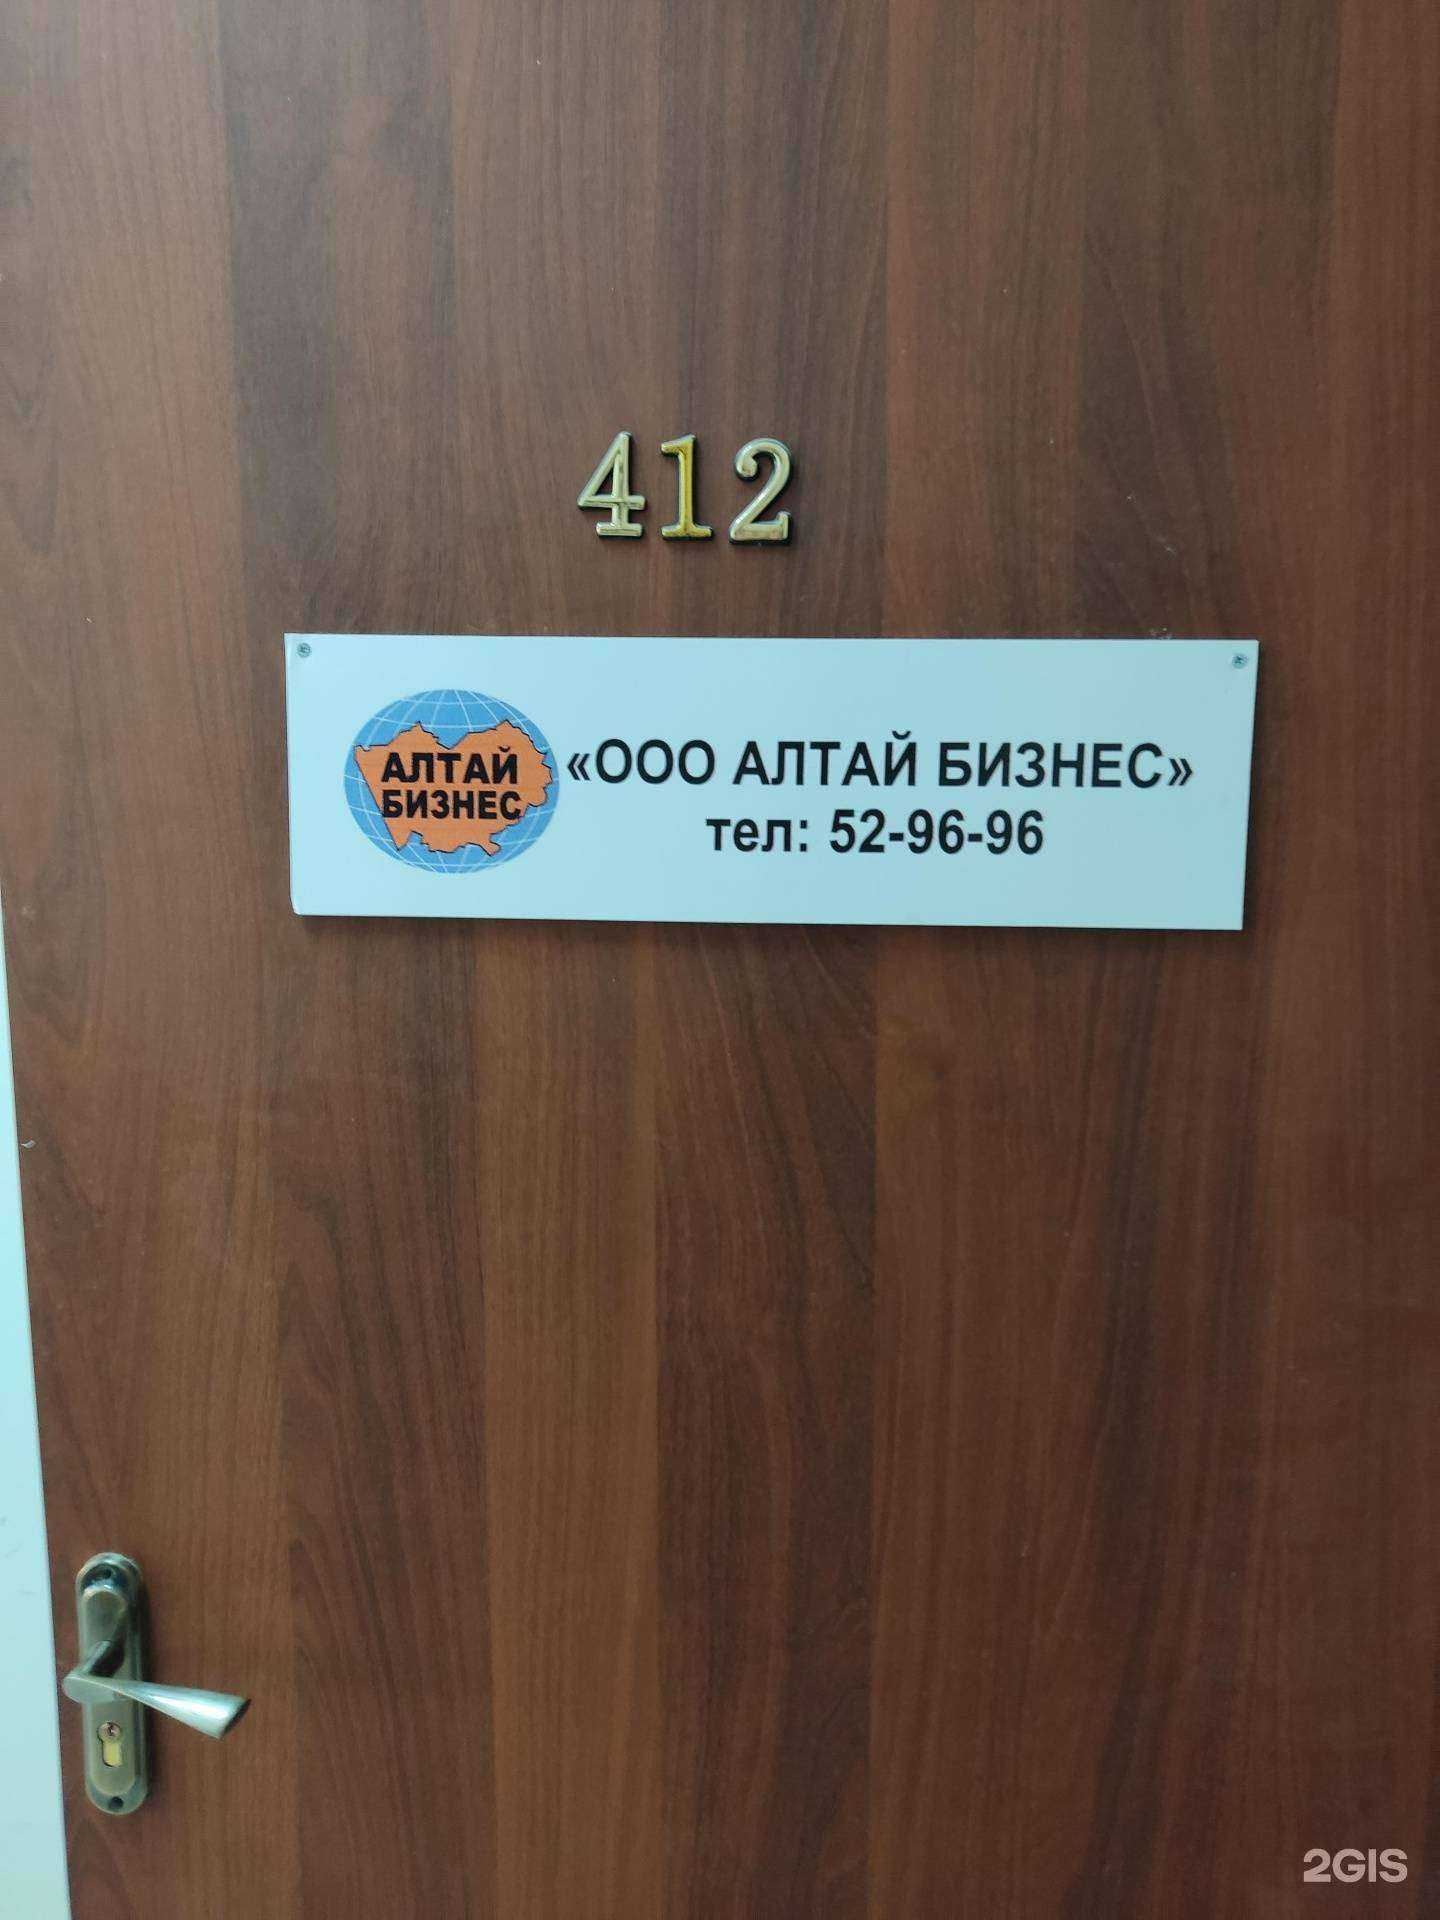 412
АЛТАЙ
БИЗНЕС
«ООО АЛТАЙ БИЗНЕС»
тел: 52-96-96
2GIS